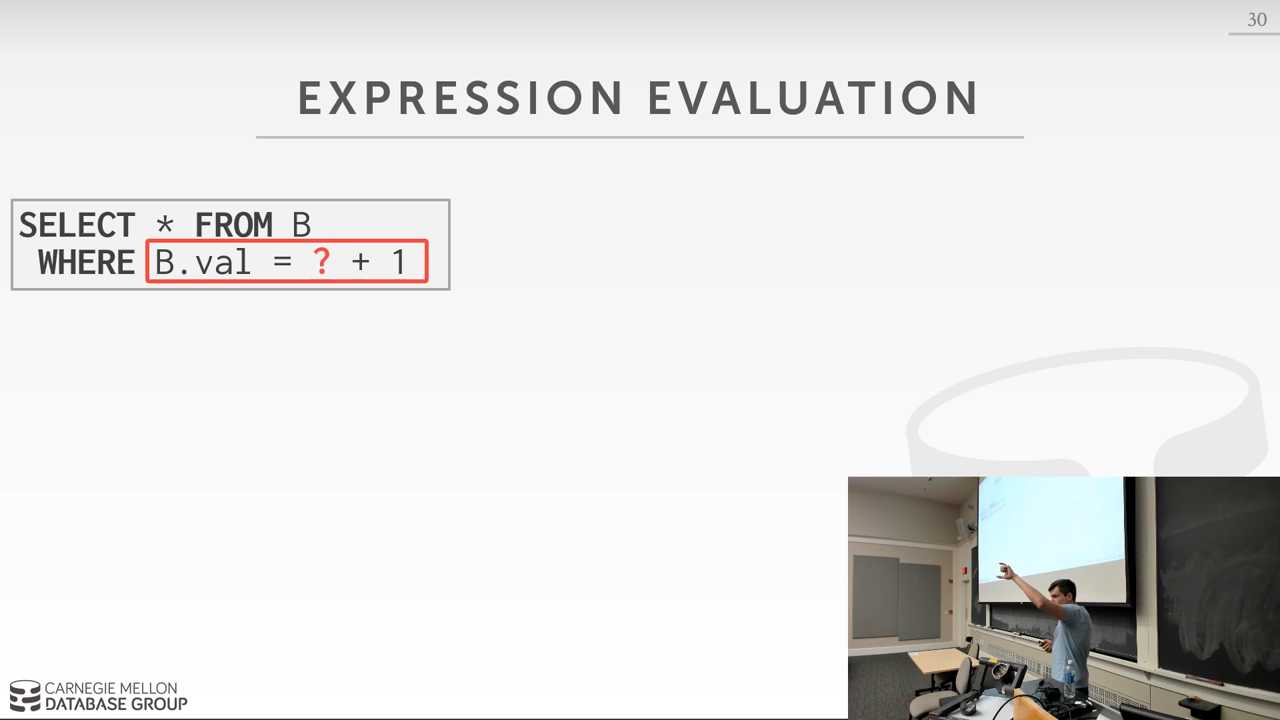 30
EXPRESSION EVALUATION
SELECT * FROM B
WHERE B.val = ? + 1
CARNEGIE MELLON
DATABASE GROUP